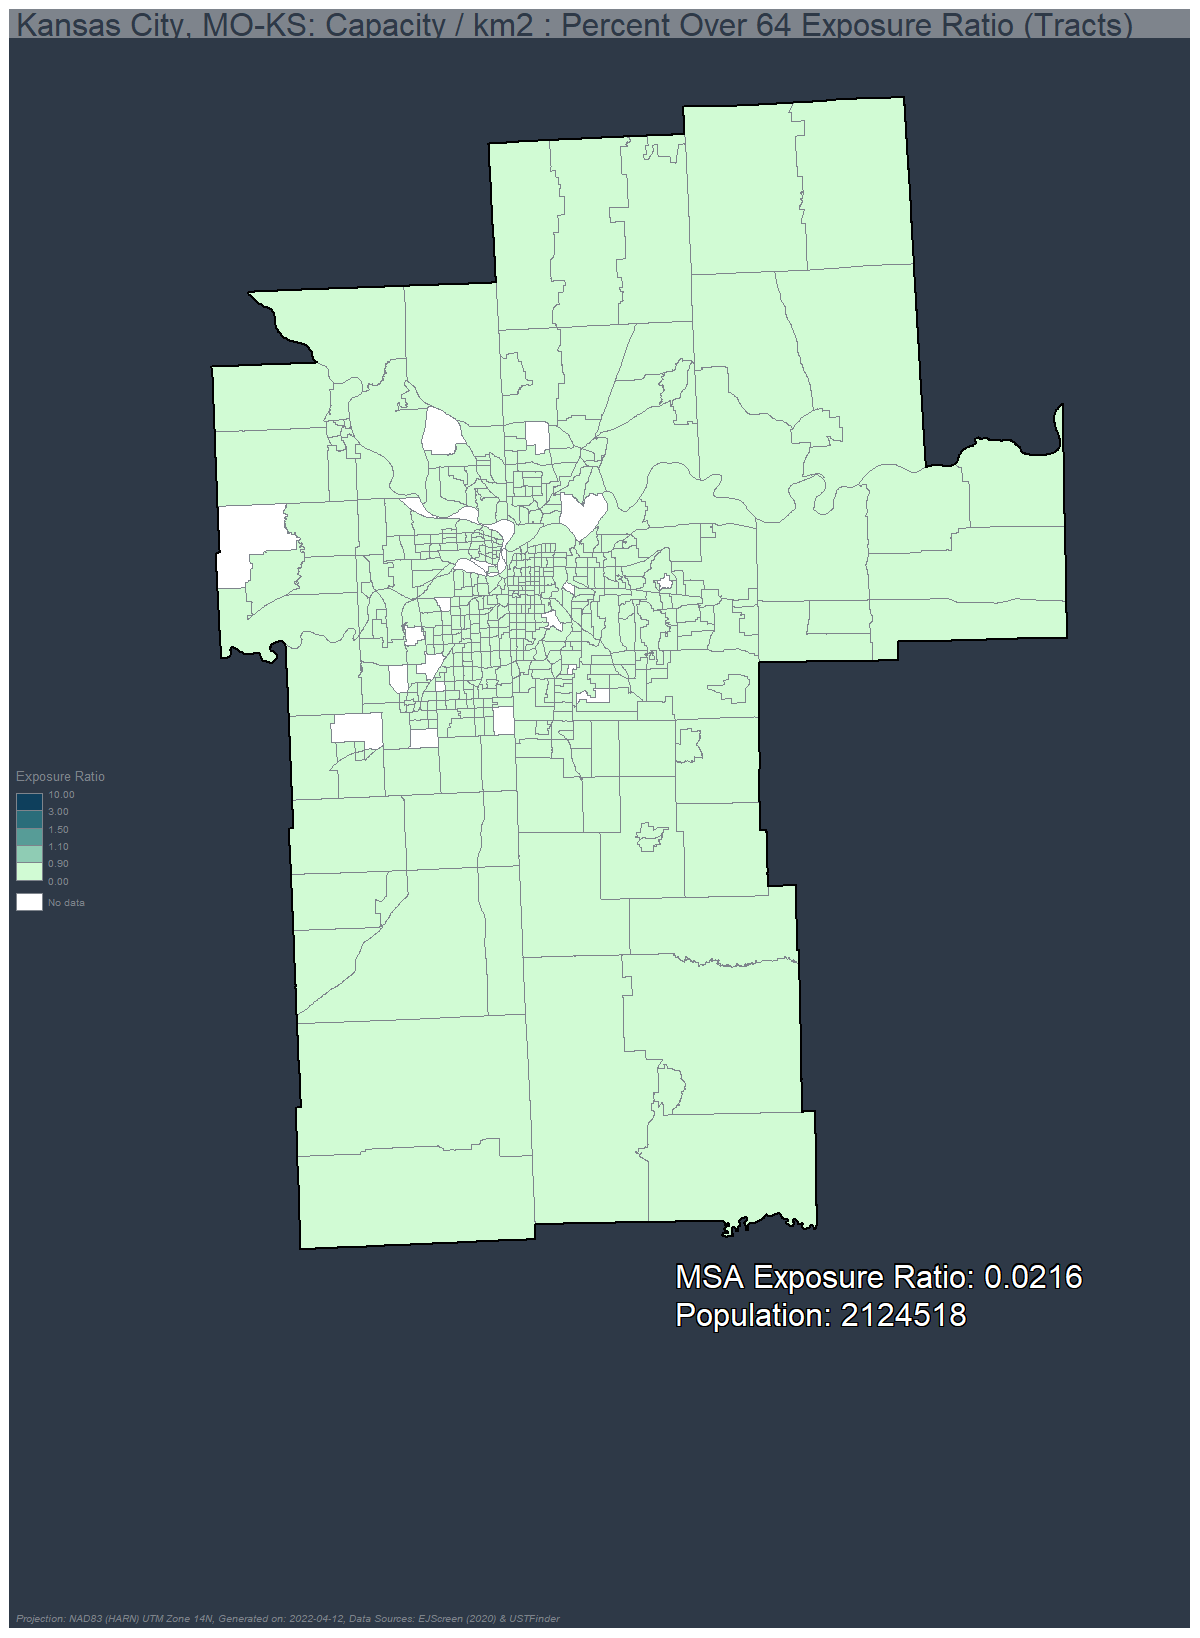 Kansas City, MO-KS: Capacity / km2 : Percent Over 64 Exposure Ratio (Tracts)
Exposure Ratio
10.00
3.00
1.50
1.10
0.90
0.00
No data
MSA Exposure Ratio: 0.0216
Population: 2124518
Projection: NAD83 (HARN) UTM Zone 14N, Generated on: 2022-04-12, Data Sources: EJScreen (2020) & USTFinder